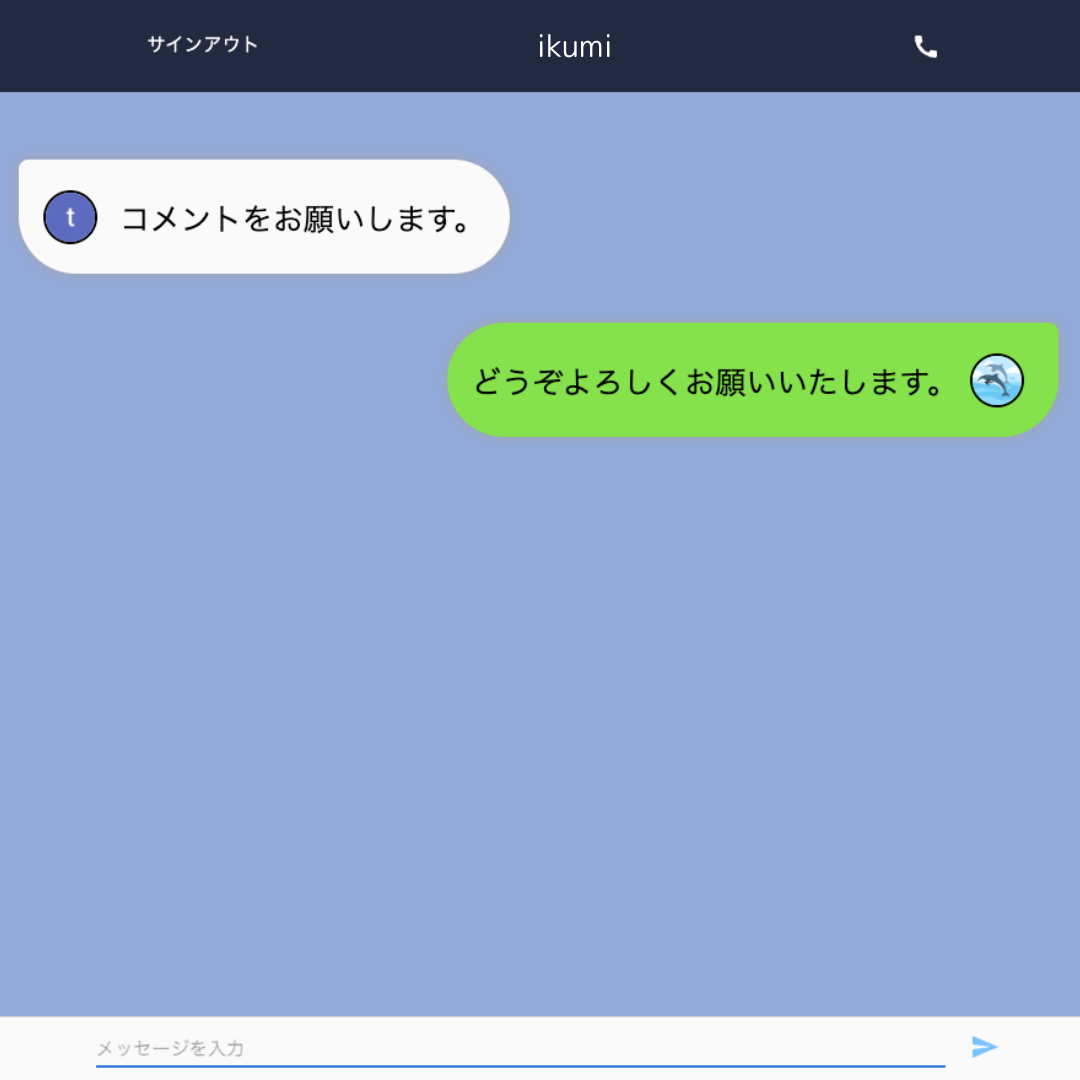 サインアウト
ikumi
t
コメントをお願いします。
どうぞよろしくお願いいたします。
メッセージを入力